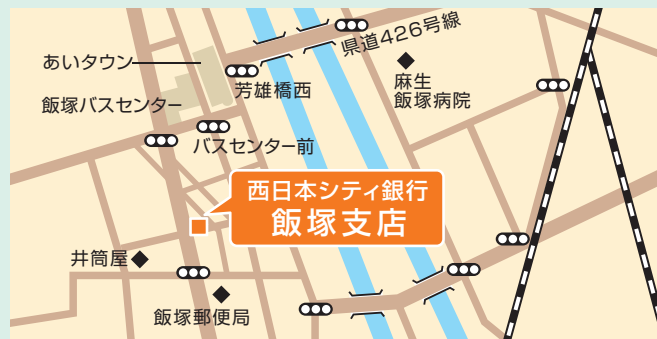 県道426号線
あいタウン
麻生
飯塚病院
芳雄橋西
飯塚バスセンター
バスセンター前
西日本シティ銀行
飯塚支店
井筒屋
飯塚郵便局